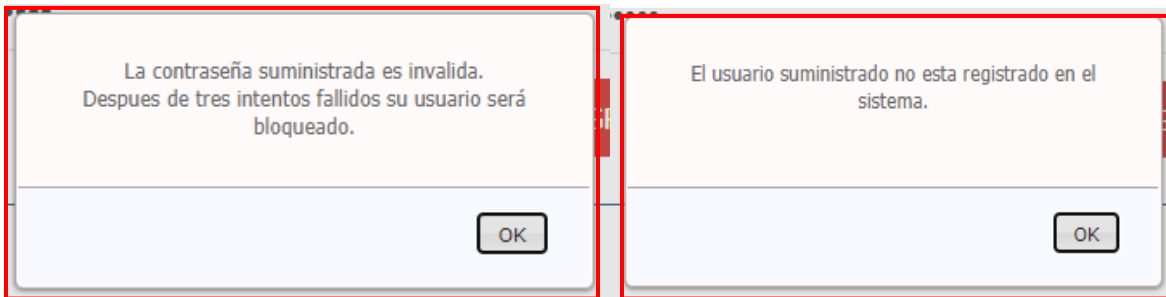 La contraseña suministrada es invalida.
Despues de tres intentos fallidos su usuario será
bloqueado.
OK
El usuario suministrado no esta registrado en el
sistema.
OK